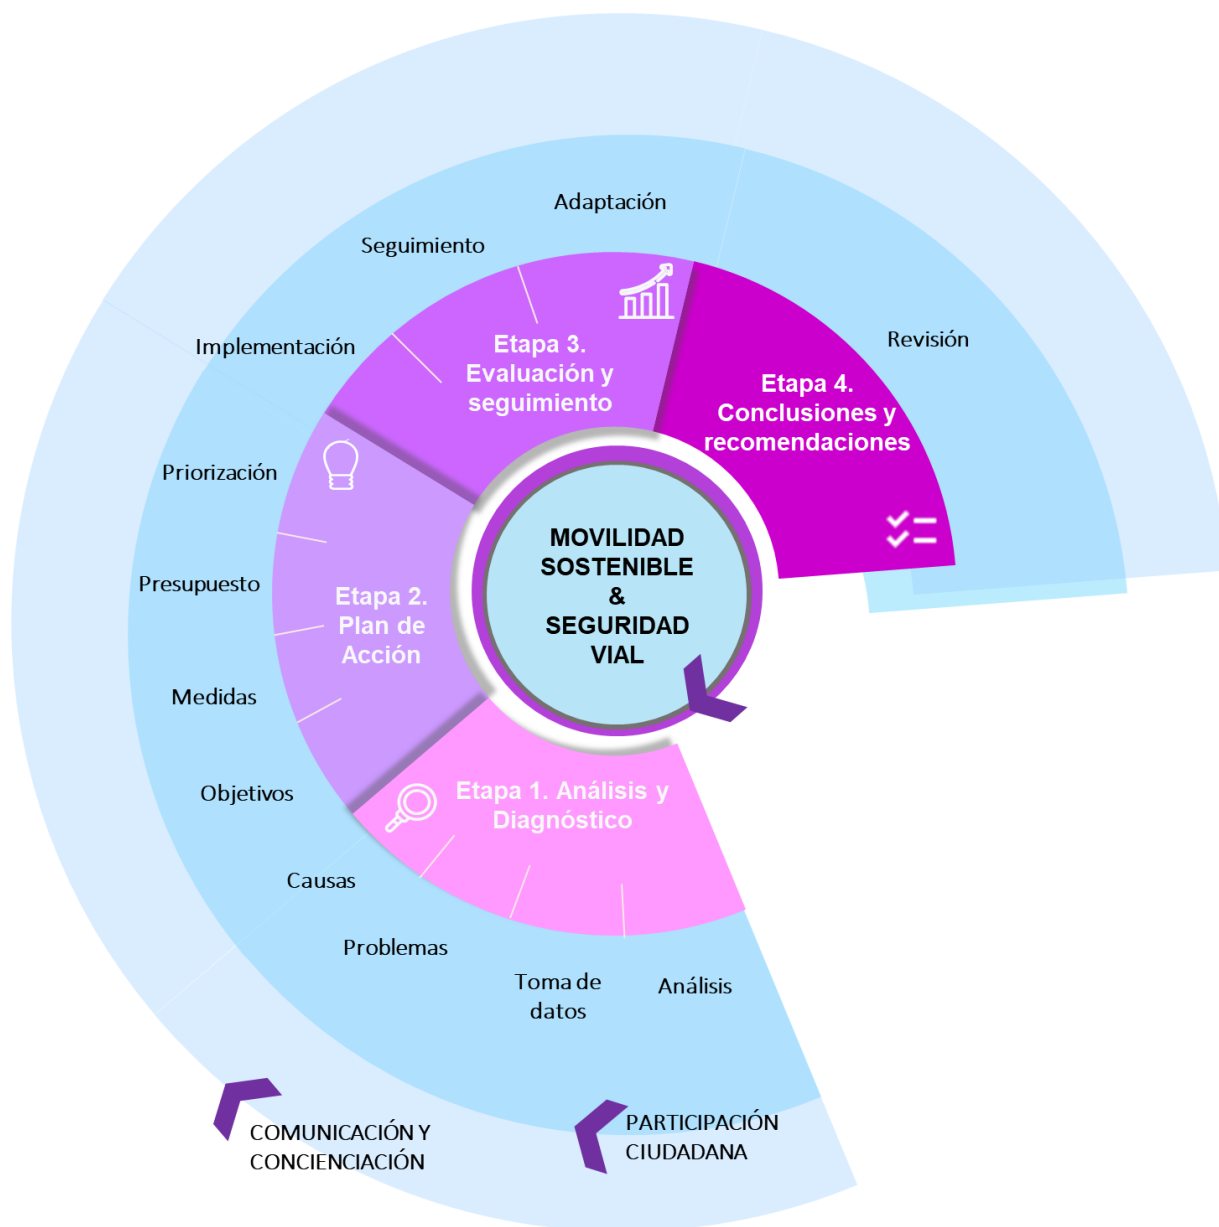 Adaptación
Seguimiento
Implementación
Revisión
Etapa 3.
Evaluación y
seguimiento
Etapa 4.
Conclusiones y
recomendaciones
Priorización
Presupuesto
Medidas
Objetivos
Etapa 2.
Plan de
Acción
MOVILIDAD
SOSTENIBLE
&
SEGURIDAD
VIAL
Etapa 1. Análisis y
Diagnóstico
Causas
Problemas
Toma de
datos
Análisis
COMUNICACIÓN Y
CONCIENCIACIÓN
PARTICIPACIÓN
CIUDADANA